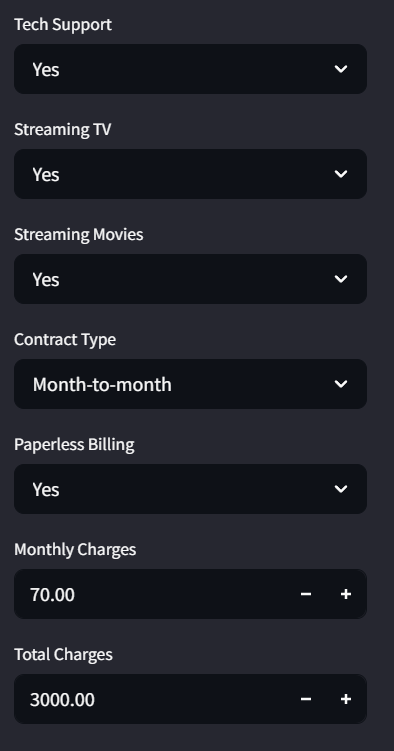 Tech Support
Yes
Streaming TV
Yes
Streaming Movies
Yes
Contract Type
Month-to-month
Paperless Billing
Yes
Monthly Charges
70.00
Total Charges
3000.00